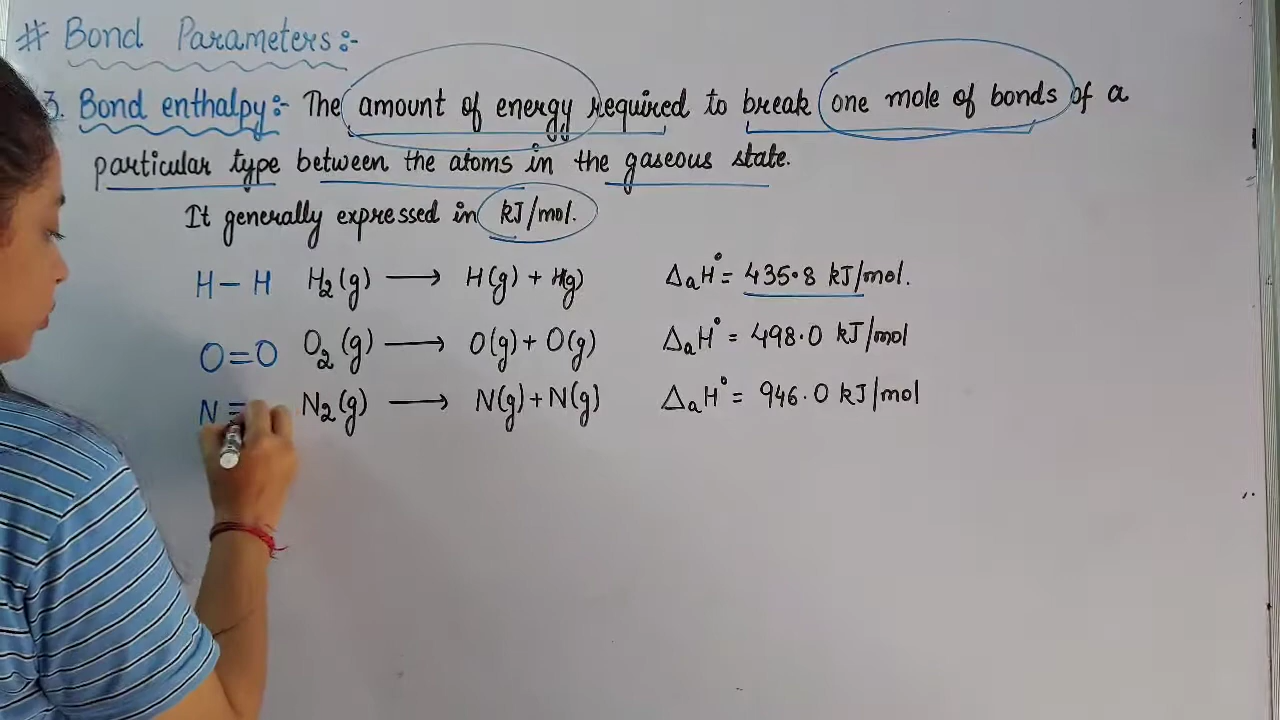 # Bond Parameters:-
3. Bond enthalpy:- The amount of energy required to break one mole of bonds of a
particular type between the atoms in the gaseous state.
It generally expressed in kJ/mol.
H–H H₂(g) → H(g) + H(g) ΔₐH° = 435.8 kJ/mol.
O=O O₂(g) → O(g) + O(g) ΔₐH° = 498.0 kJ/mol
N≡ N₂(g) → N(g) + N(g) ΔₐH° = 946.0 kJ/mol